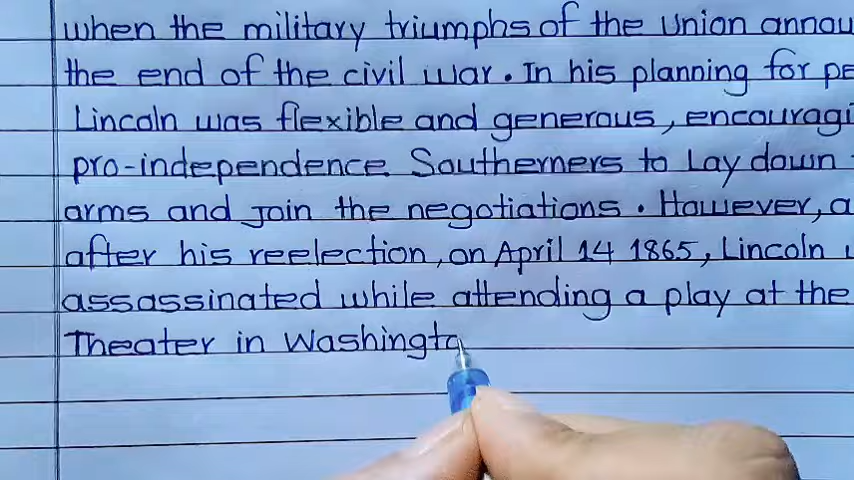 when the military triumphs of the Union annou
the end of the civil war. In his planning for pe
Lincoln was flexible and generous, encouragi
pro-independence Southerners to Lay down
arms and join the negotiations. However, a
after his reelection, on April 14 1865, Lincoln
assassinated while attending a play at the
Theater in Washingto